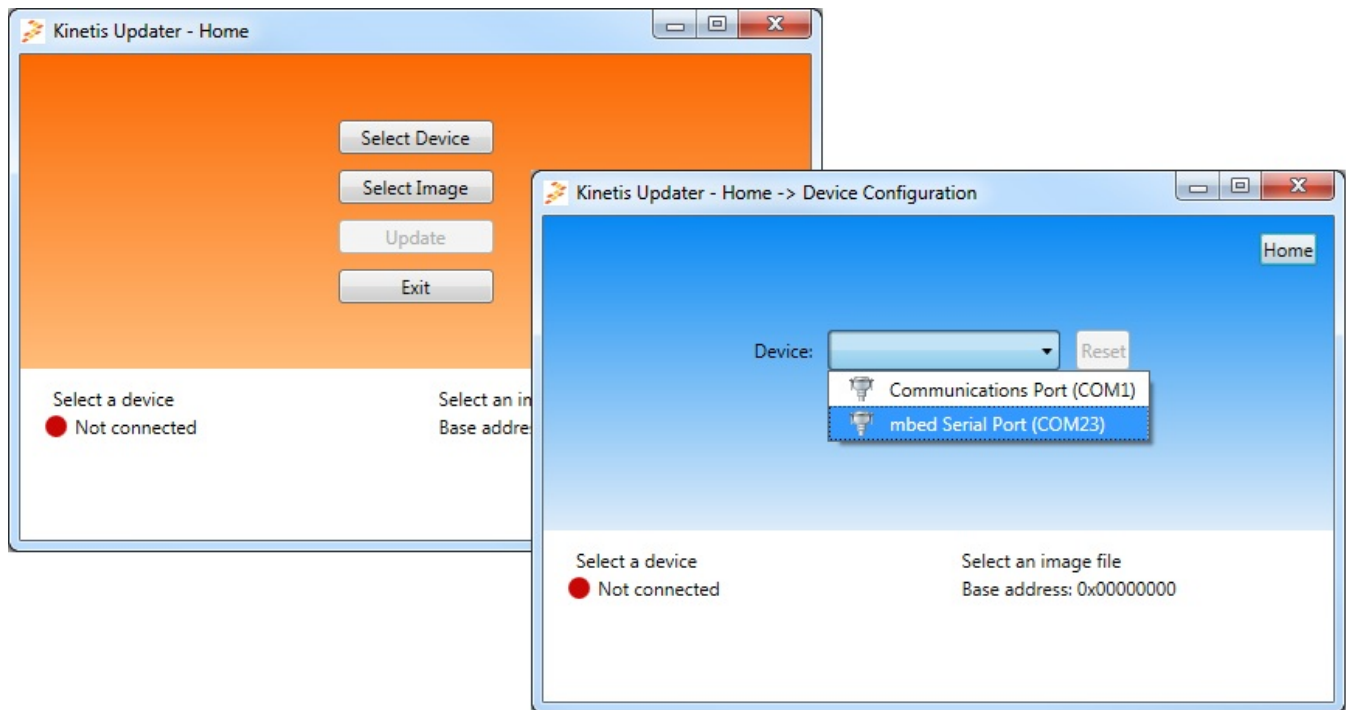 Kinetis Updater - Home
Select Device
Select Image
Update
Exit
Select a device
Not connected
Select an in
Base addre
Kinetis Updater - Home -> Device Configuration
Home
Device:
Reset
Communications Port (COM1)
mbed Serial Port (COM23)
Select a device
Not connected
Select an image file
Base address: 0x00000000